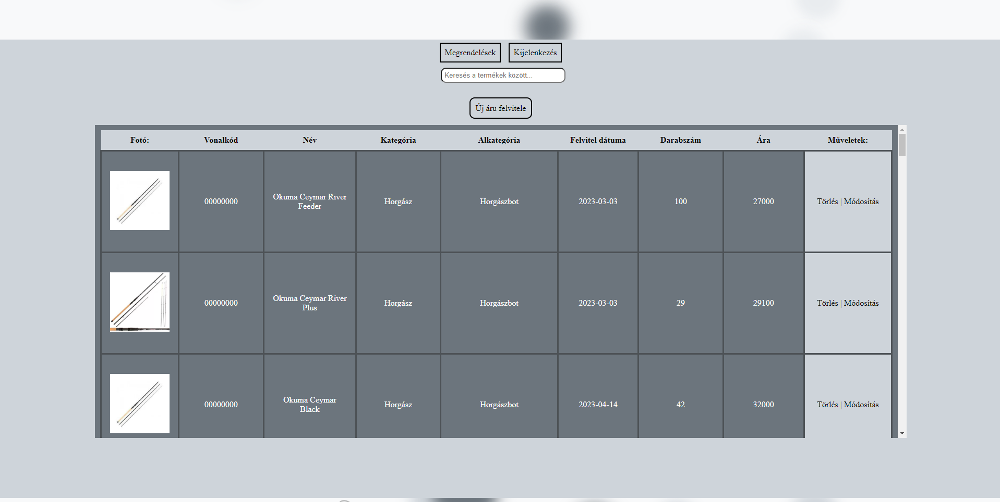 Megrendelések Kijelenkezés
Keresés a termékek között...
Új áru felvitele
Fotó: Vonalkód Név Kategória Alkategória Felvitel dátuma Darabszám Ára Műveletek:
00000000 Okuma Ceymar River Feeder Horgász Horgászbot 2023-03-03 100 27000 Törlés | Módosítás
00000000 Okuma Ceymar River Plus Horgász Horgászbot 2023-03-03 29 29100 Törlés | Módosítás
00000000 Okuma Ceymar Black Horgász Horgászbot 2023-04-14 42 32000 Törlés | Módosítás